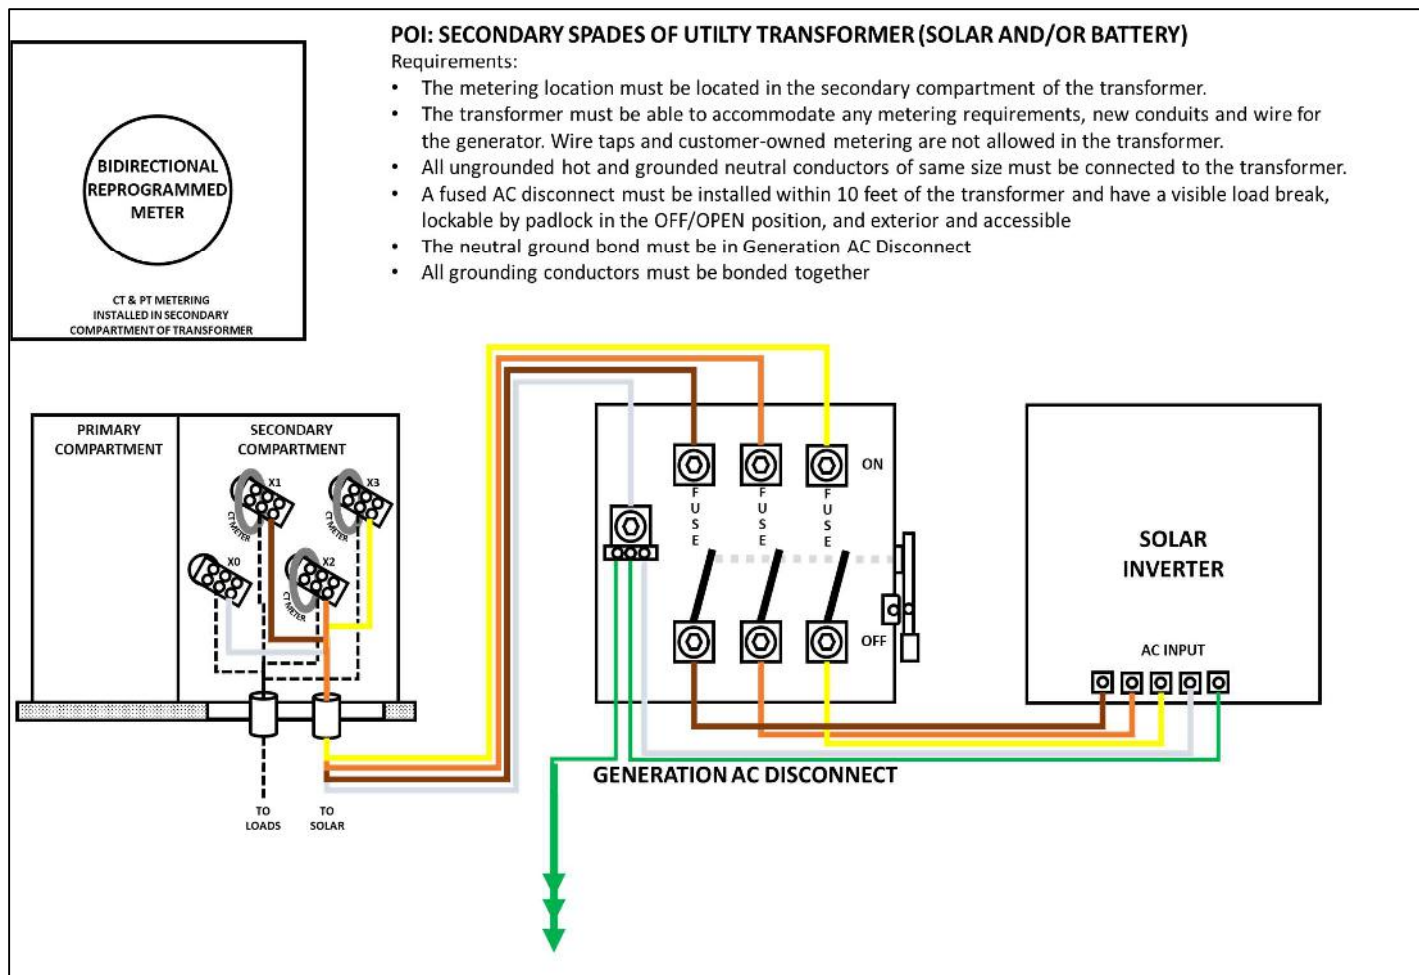 POI: SECONDARY SPADES OF UTILTY TRANSFORMER (SOLAR AND/OR BATTERY)
Requirements:
• The metering location must be located in the secondary compartment of the transformer.
• The transformer must be able to accommodate any metering requirements, new conduits and wire for
the generator. Wire taps and customer-owned metering are not allowed in the transformer.
• All ungrounded hot and grounded neutral conductors of same size must be connected to the transformer.
• A fused AC disconnect must be installed within 10 feet of the transformer and have a visible load break,
lockable by padlock in the OFF/OPEN position, and exterior and accessible
• The neutral ground bond must be in Generation AC Disconnect
• All grounding conductors must be bonded together
BIDIRECTIONAL
REPROGRAMMED
METER
CT & PT METERING
INSTALLED IN SECONDARY
COMPARTMENT OF TRANSFORMER
PRIMARY
COMPARTMENT
SECONDARY
COMPARTMENT
X1
X3
CT METER
CT METER
X0
X2
CT METER
TO
LOADS
TO
SOLAR
ON
FUSE
FUSE
FUSE
OFF
GENERATION AC DISCONNECT
SOLAR
INVERTER
AC INPUT